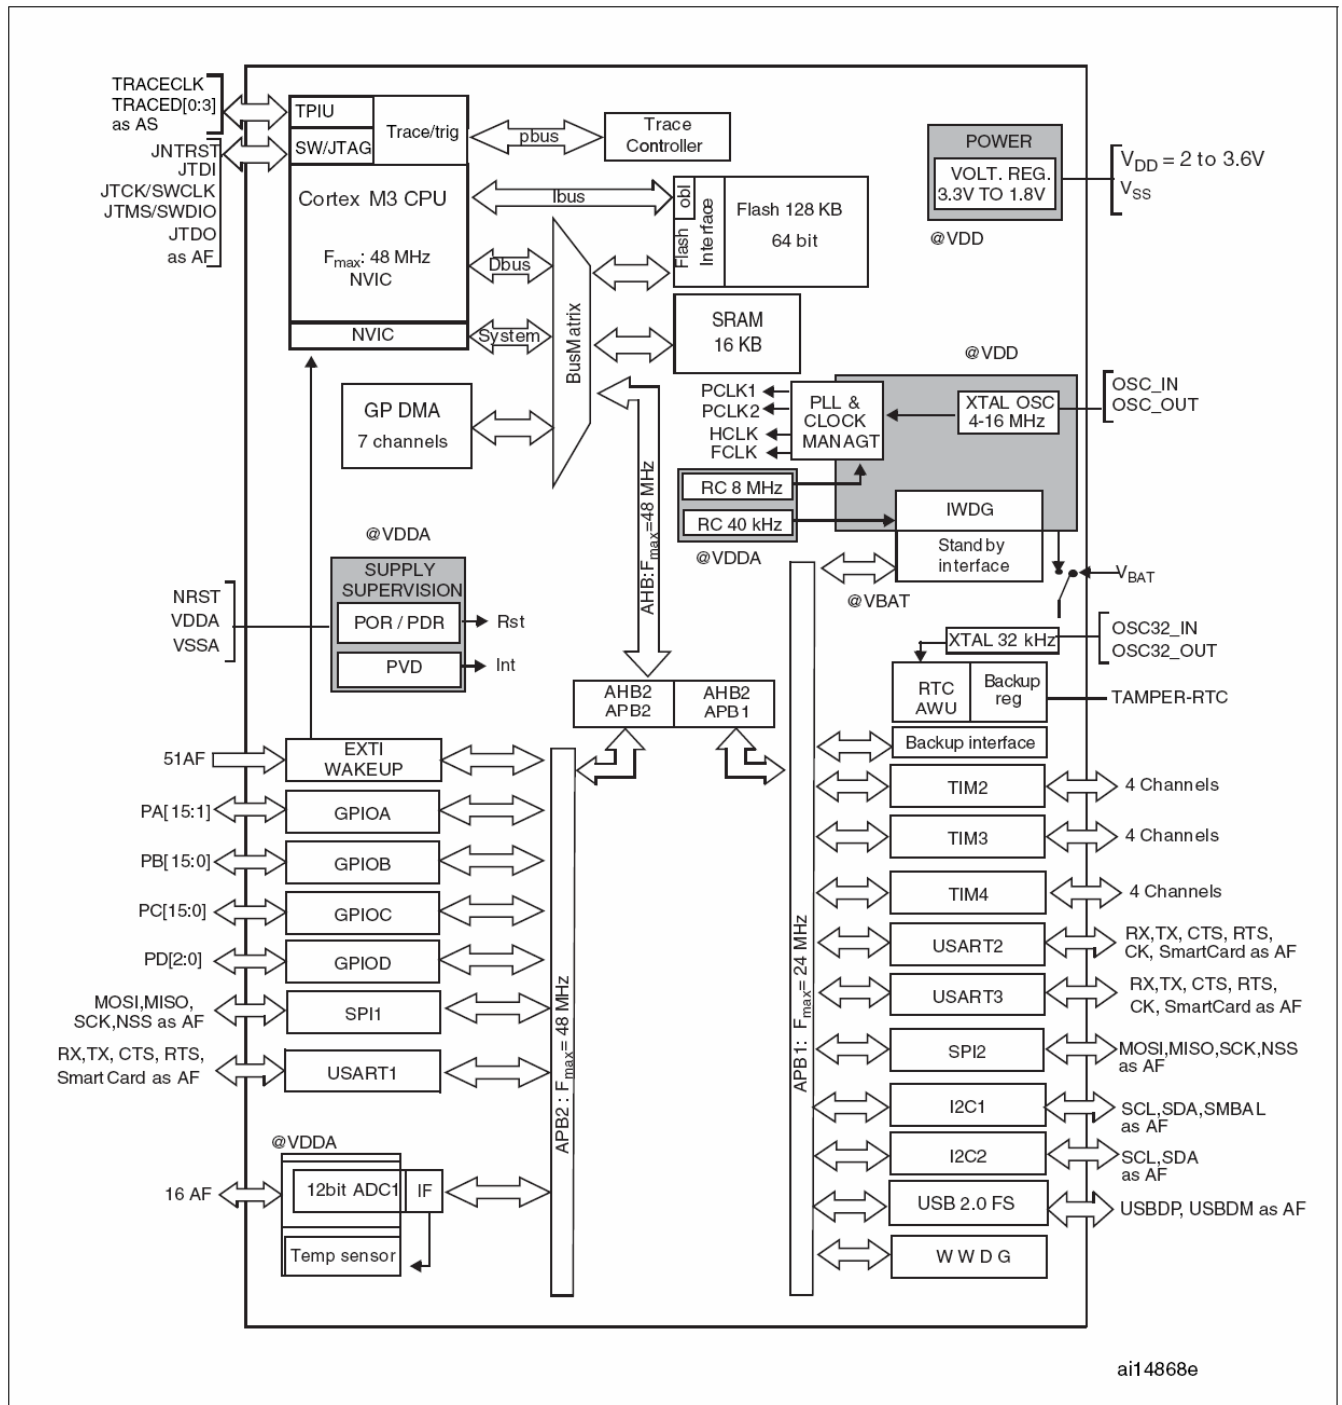 TRACECLK
TRACED[0:3]
as AS
TPIU
SW/JTAG
Trace/trig
pbus
Trace
Controller
JNTRST
JTDI
JTCK/SWCLK
JTMS/SWDIO
JTDO
as AF
Cortex M3 CPU
Fmax: 48 MHz
NVIC
NVIC
Ibus
Dbus
System
BusMatrix
Flash obl
Interface
Flash 128 KB
64 bit
SRAM
16 KB
POWER
VOLT. REG.
3.3V TO 1.8V
@VDD
VDD = 2 to 3.6V
VSS
GP DMA
7 channels
@VDD
PCLK1
PCLK2
HCLK
FCLK
PLL &
CLOCK
MANAGT
XTAL OSC
4-16 MHz
OSC_IN
OSC_OUT
RC 8 MHz
RC 40 kHz
@VDDA
IWDG
Stand by
interface
@VBAT
VBAT
AHB: Fmax=48 MHz
@VDDA
SUPPLY
SUPERVISION
POR / PDR
Rst
PVD
Int
NRST
VDDA
VSSA
XTAL 32 kHz
OSC32_IN
OSC32_OUT
RTC
AWU
Backup
reg
TAMPER-RTC
Backup interface
AHB2
APB2
AHB2
APB1
51AF
EXTI
WAKEUP
PA[15:1]
GPIOA
PB[15:0]
GPIOB
PC[15:0]
GPIOC
PD[2:0]
GPIOD
MOSI,MISO,
SCK,NSS as AF
SPI1
RX,TX, CTS, RTS,
SmartCard as AF
USART1
@VDDA
16 AF
12bit ADC1
IF
Temp sensor
APB2 : Fmax= 48 MHz
APB1: Fmax= 24 MHz
TIM2
4 Channels
TIM3
4 Channels
TIM4
4 Channels
USART2
RX,TX, CTS, RTS,
CK, SmartCard as AF
USART3
RX,TX, CTS, RTS,
CK, SmartCard as AF
SPI2
MOSI,MISO,SCK,NSS
as AF
I2C1
SCL,SDA,SMBAL
as AF
I2C2
SCL,SDA
as AF
USB 2.0 FS
USBDP, USBDM as AF
WWDG
ai14868e